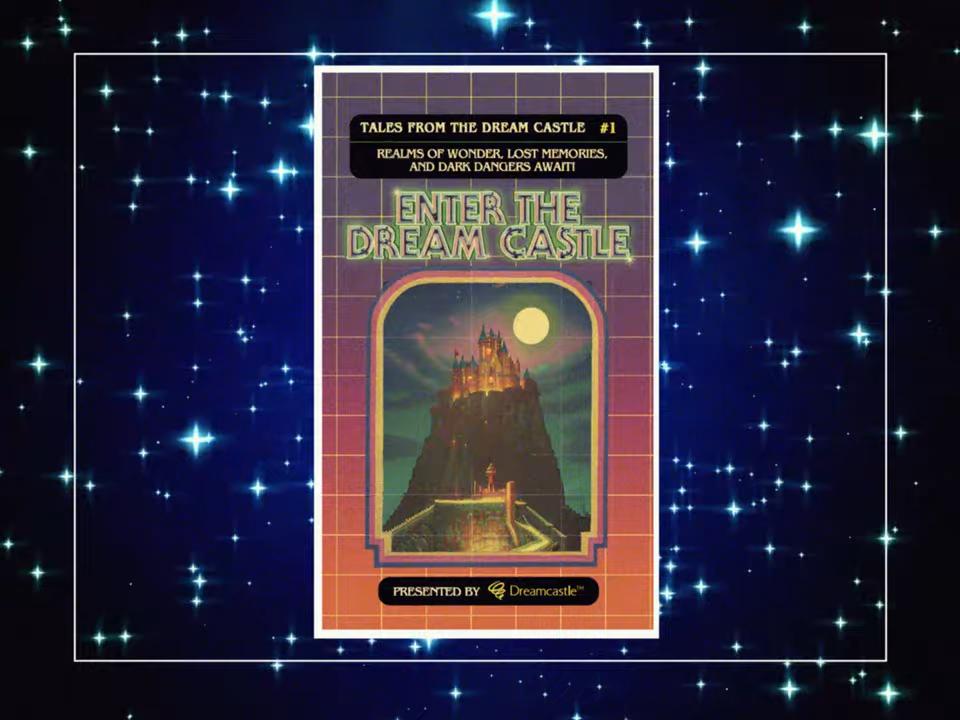 TALES FROM THE DREAM CASTLE #1
REALMS OF WONDER, LOST MEMORIES,
AND DARK DANGERS AWAIT!
ENTER THE
DREAM CASTLE
PRESENTED BY Dreamcastle™